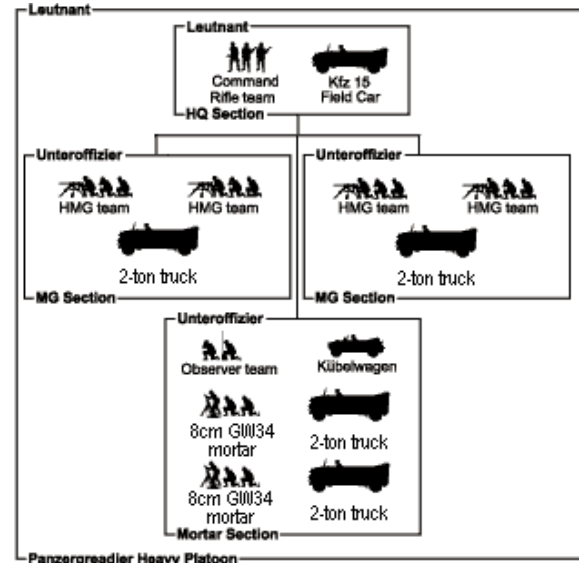 Leutnant
Leutnant
Command
Rifle team
Kfz 15
Field Car
HQ Section
Unteroffizier
HMG team
HMG team
2-ton truck
MG Section
Unteroffizier
HMG team
HMG team
2-ton truck
MG Section
Unteroffizier
Observer team
Kübelwagen
8cm GW34
mortar
2-ton truck
8cm GW34
mortar
2-ton truck
Mortar Section
Panzergreadier Heavy Platoon